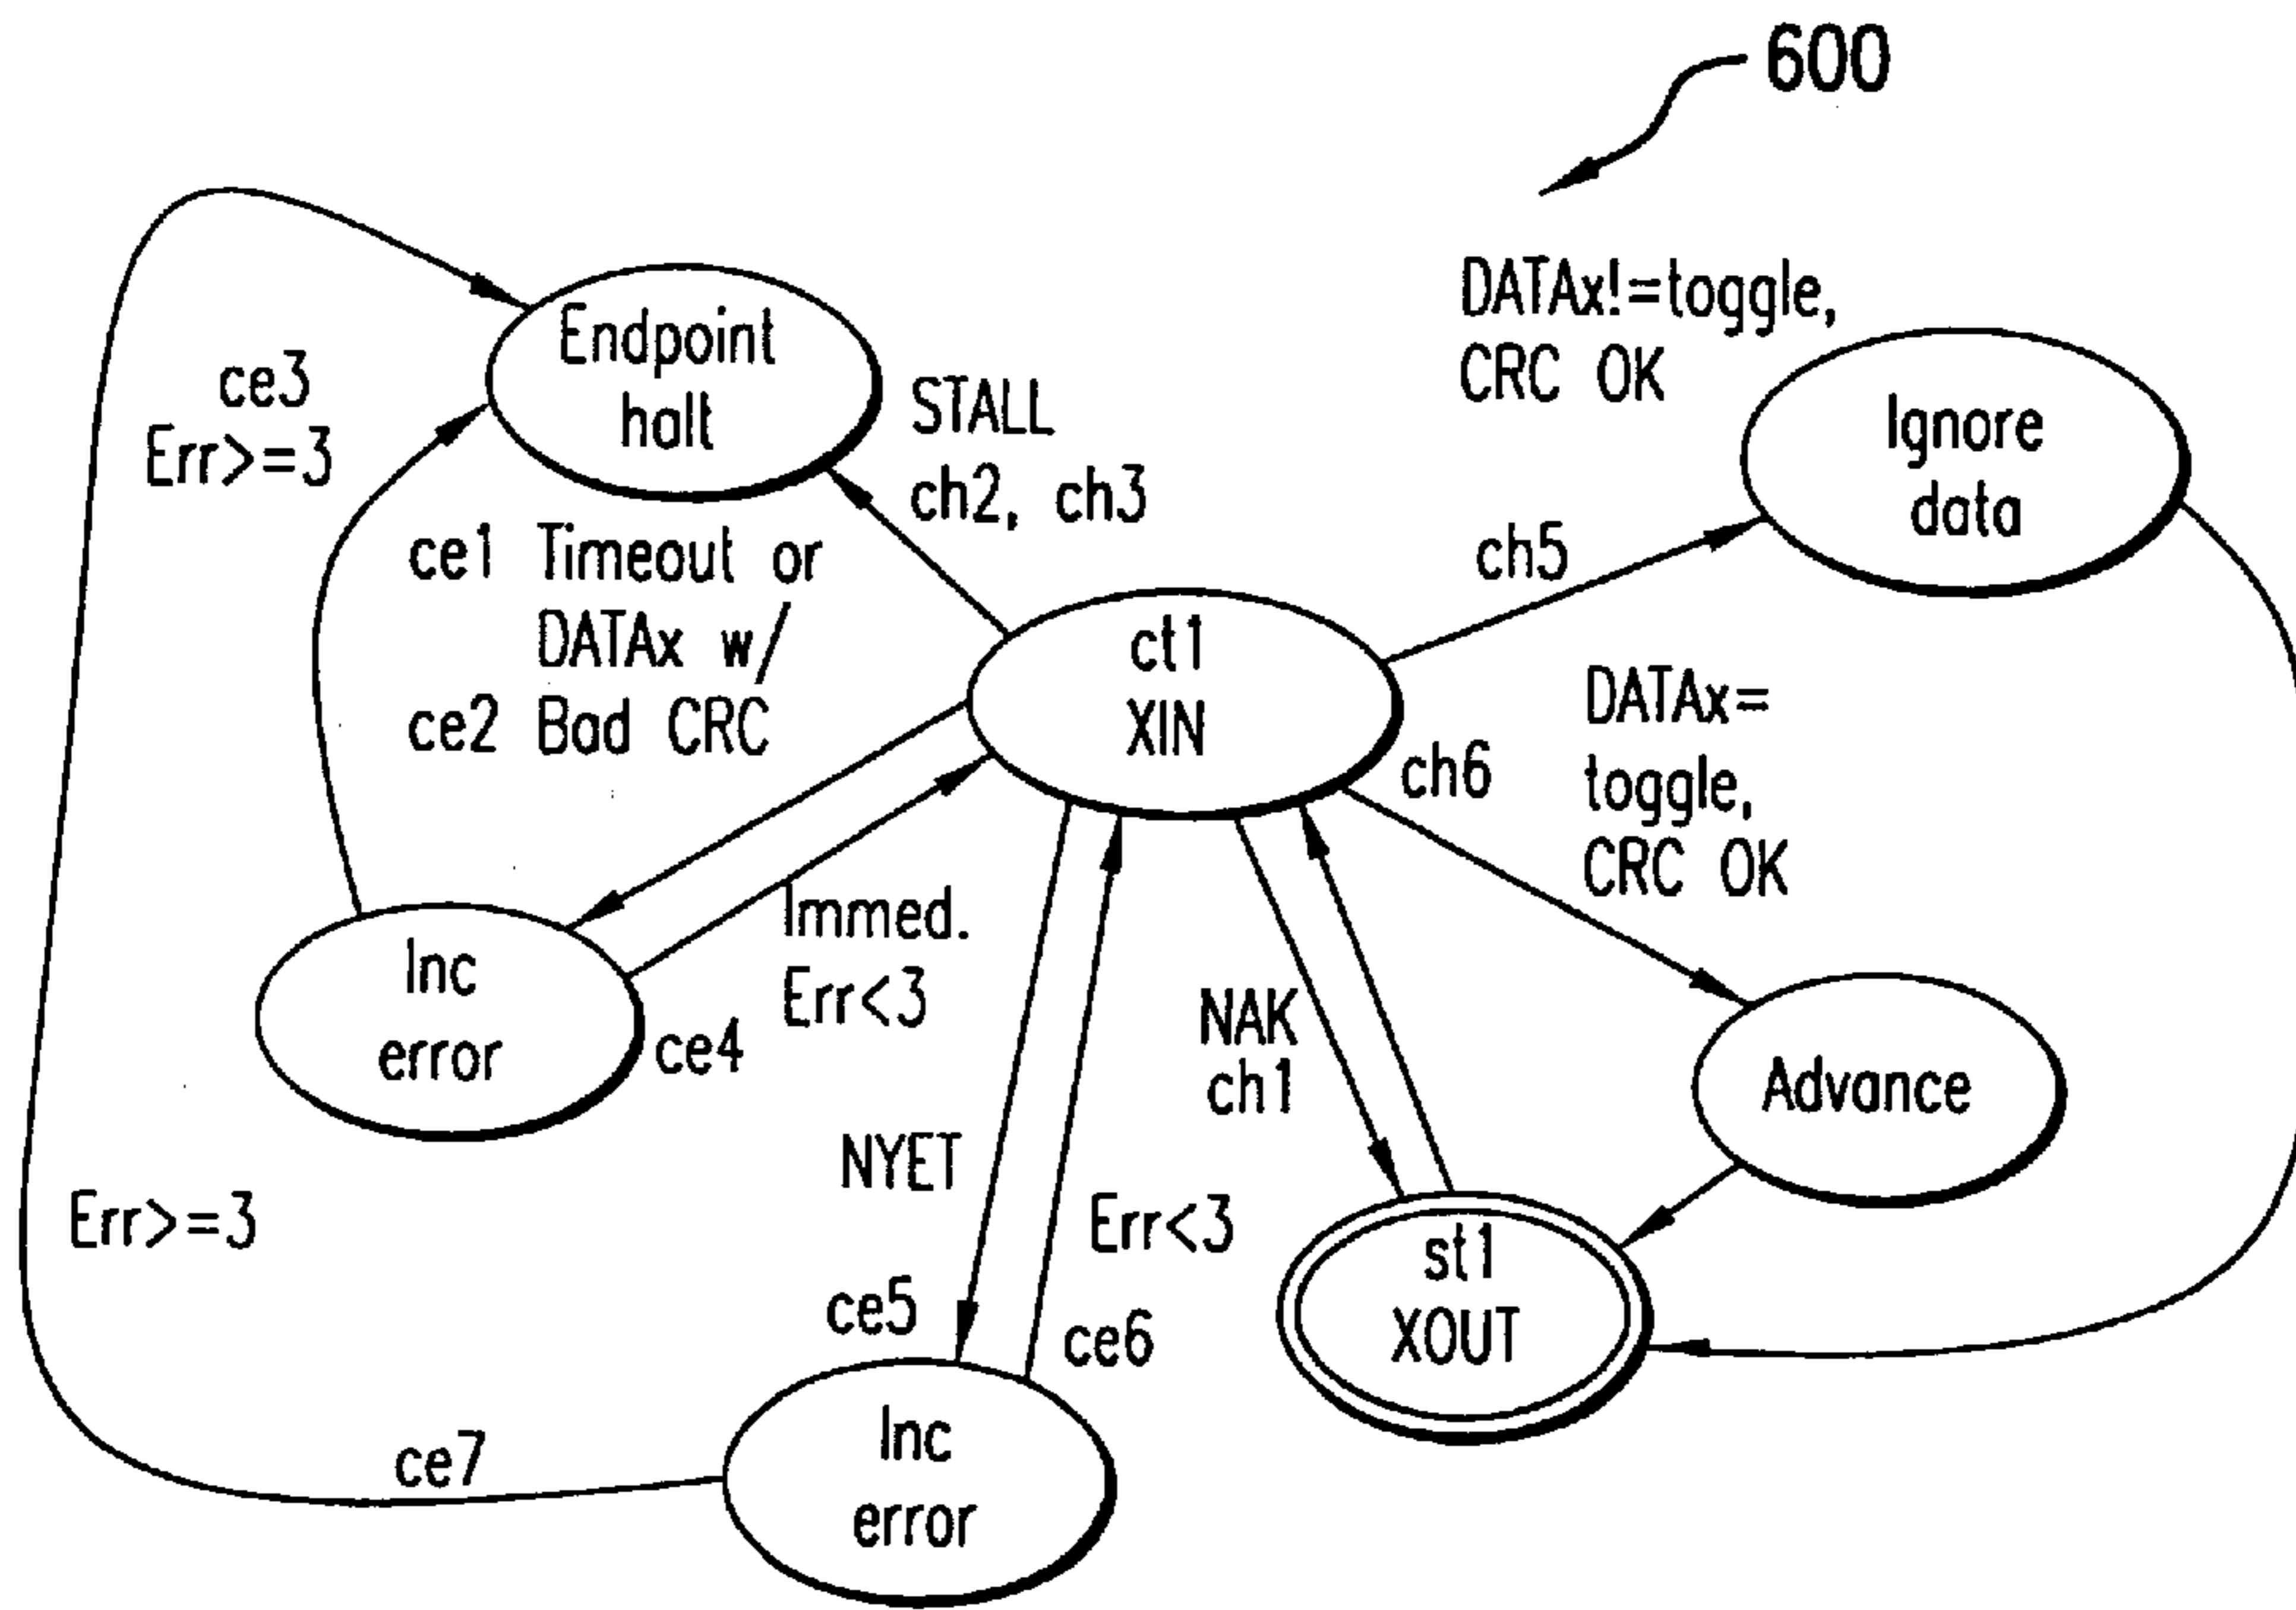 600
DATAx!=toggle,
CRC OK
Endpoint
halt
ce3
Err>=3
STALL
ch2, ch3
Ignore
data
ch5
ce1 Timeout or
DATAx w/
ce2 Bad CRC
ct1
XIN
DATAx=
toggle,
CRC OK
ch6
Immed.
Err<3
Inc
error
ce4
NAK
ch1
Advance
NYET
Err>=3
Err<3
ce5
ce6
st1
XOUT
Inc
error
ce7